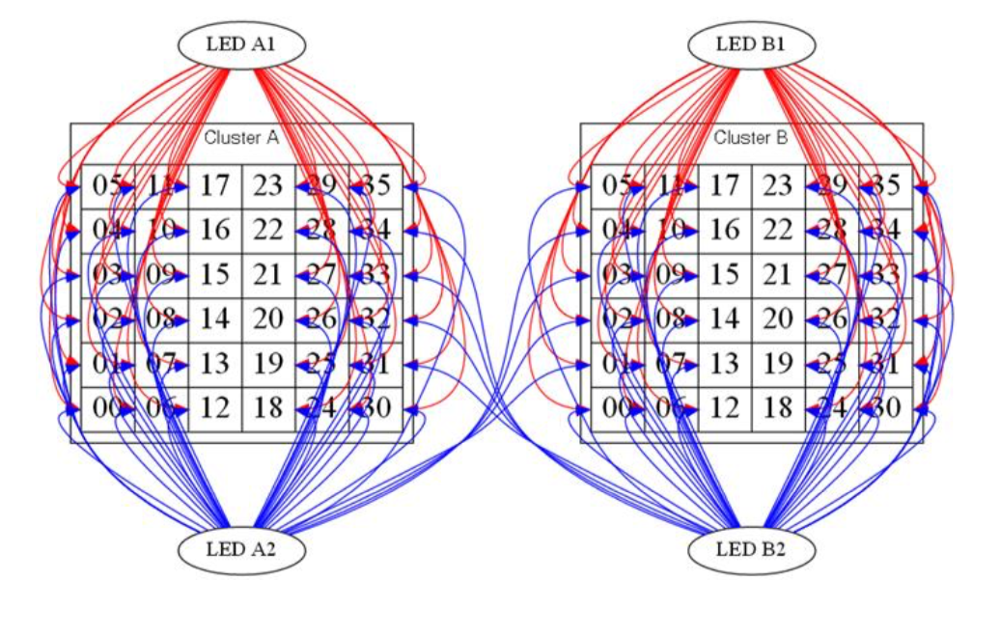 LED A1 LED B1
Cluster A Cluster B
05 11 17 23 29 35 05 11 17 23 29 35
04 10 16 22 28 34 04 10 16 22 28 34
03 09 15 21 27 33 03 09 15 21 27 33
02 08 14 20 26 32 02 08 14 20 26 32
01 07 13 19 25 31 01 07 13 19 25 31
00 06 12 18 24 30 00 06 12 18 24 30
LED A2 LED B2